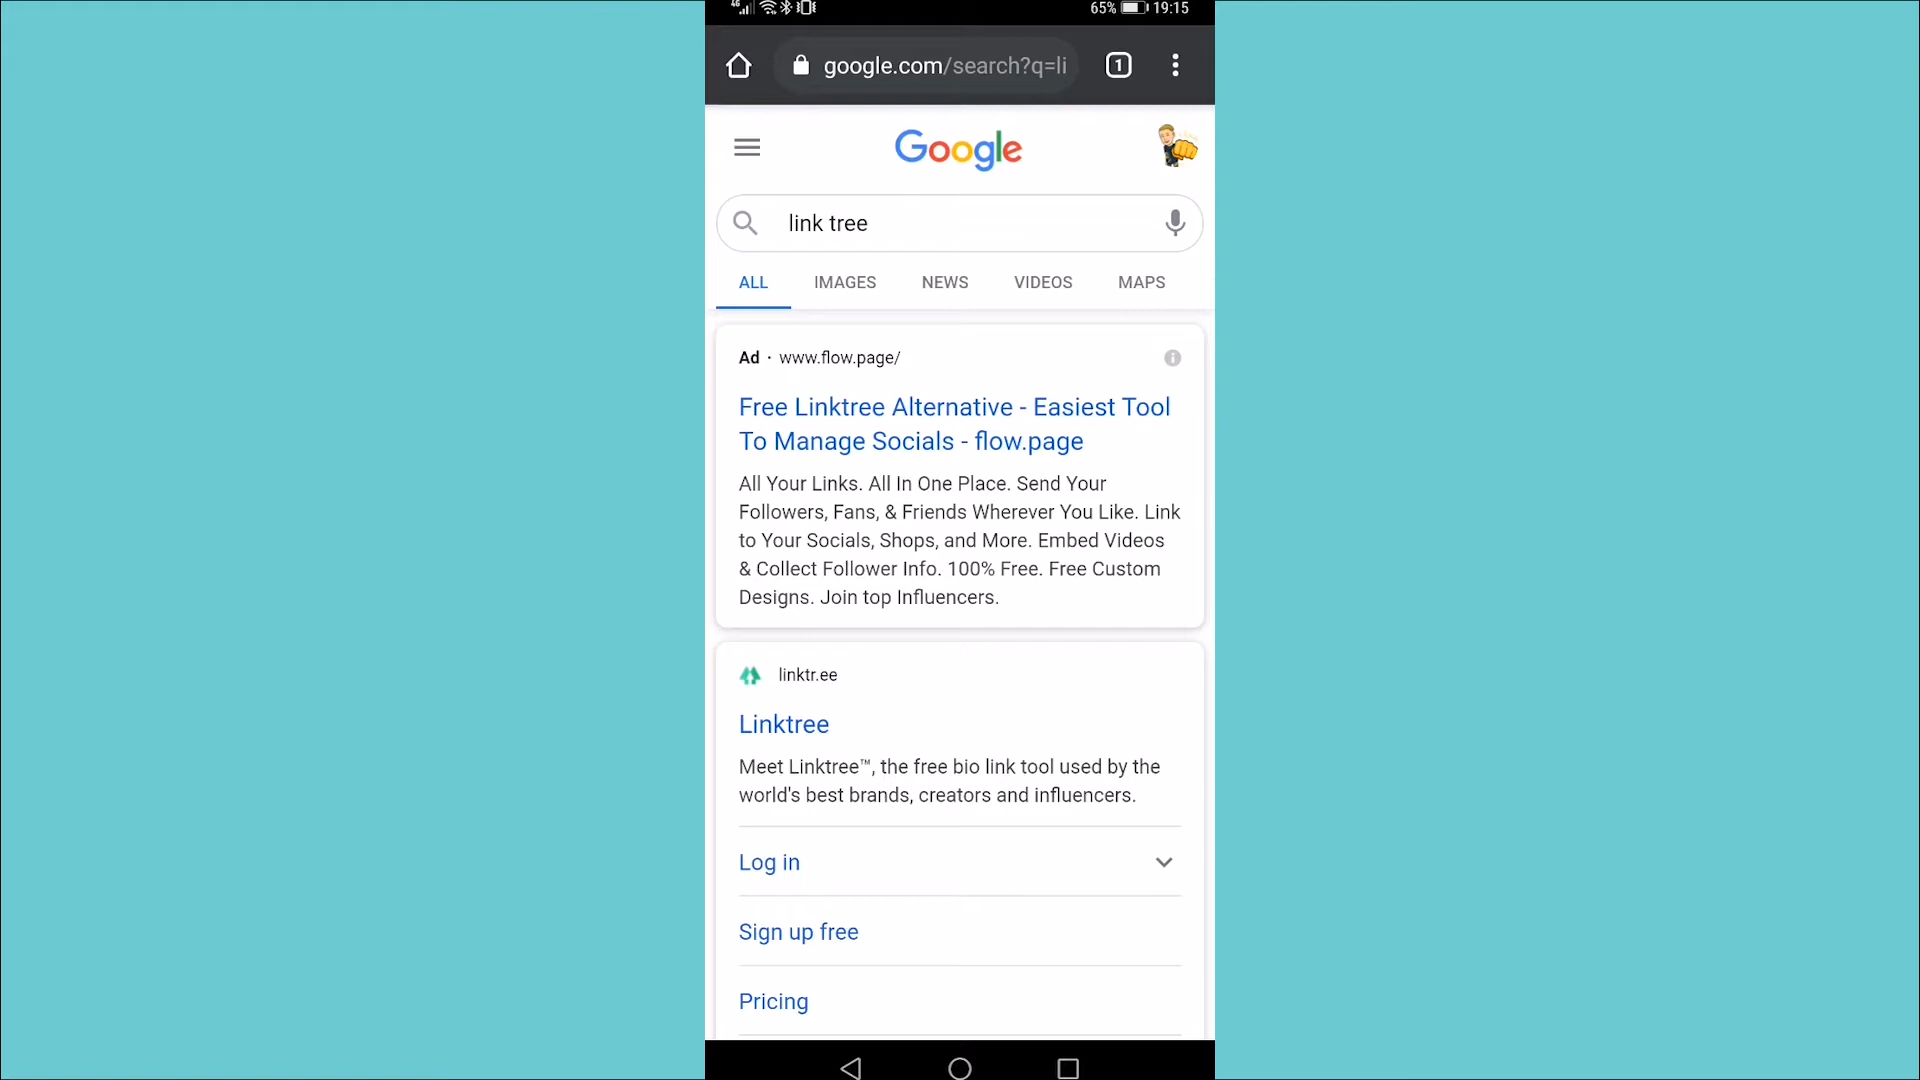 4G 65% 19:15
google.com/search?q=li 1
Google
link tree
ALL IMAGES NEWS VIDEOS MAPS
Ad · www.flow.page/
Free Linktree Alternative - Easiest Tool
To Manage Socials - flow.page
All Your Links. All In One Place. Send Your
Followers, Fans, & Friends Wherever You Like. Link
to Your Socials, Shops, and More. Embed Videos
& Collect Follower Info. 100% Free. Free Custom
Designs. Join top Influencers.
linktr.ee
Linktree
Meet Linktree™, the free bio link tool used by the
world's best brands, creators and influencers.
Log in
Sign up free
Pricing